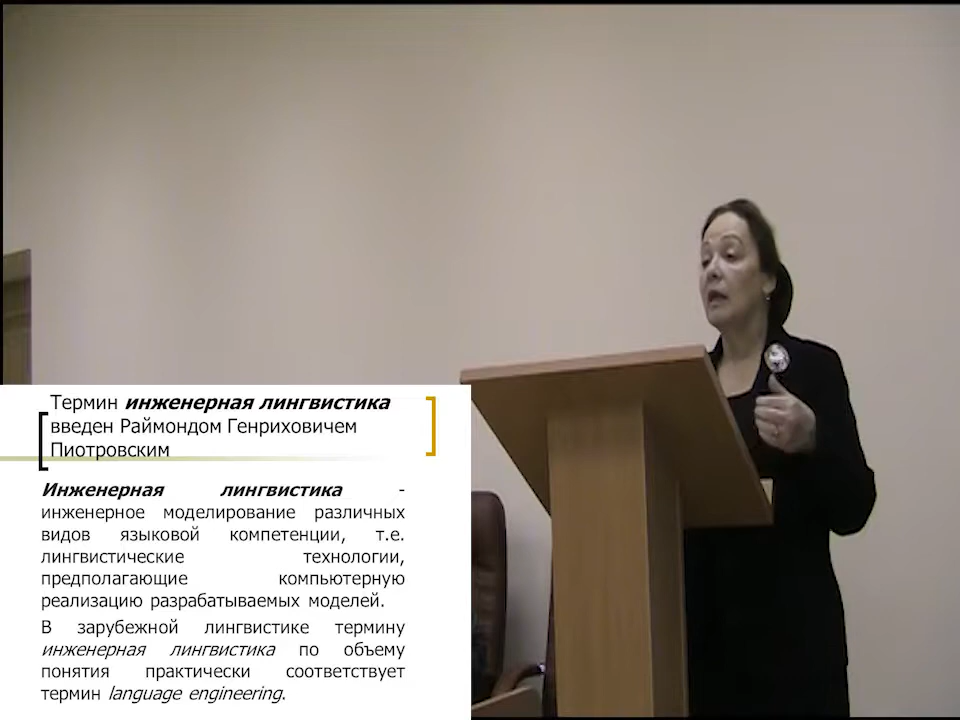 Термин инженерная лингвистика
введен Раймондом Генриховичем
Пиотровским
Инженерная лингвистика -
инженерное моделирование различных
видов языковой компетенции, т.е.
лингвистические технологии,
предполагающие компьютерную
реализацию разрабатываемых моделей.
В зарубежной лингвистике термину
инженерная лингвистика по объему
понятия практически соответствует
термин language engineering.